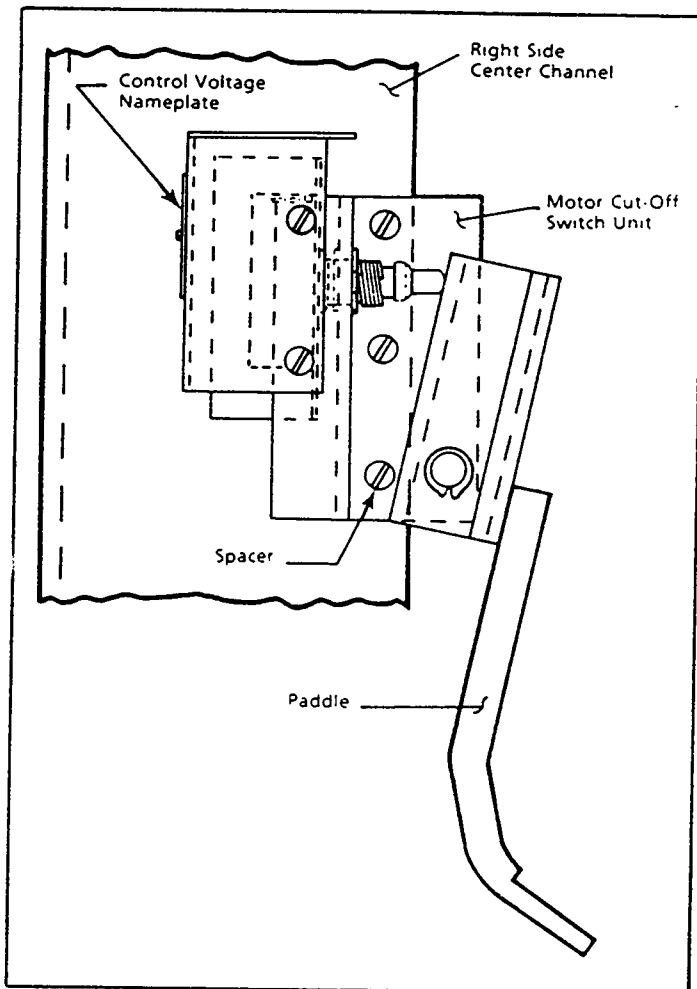 Right Side
Center Channel
Control Voltage
Nameplate
Motor Cut-Off
Switch Unit
Spacer
Paddle